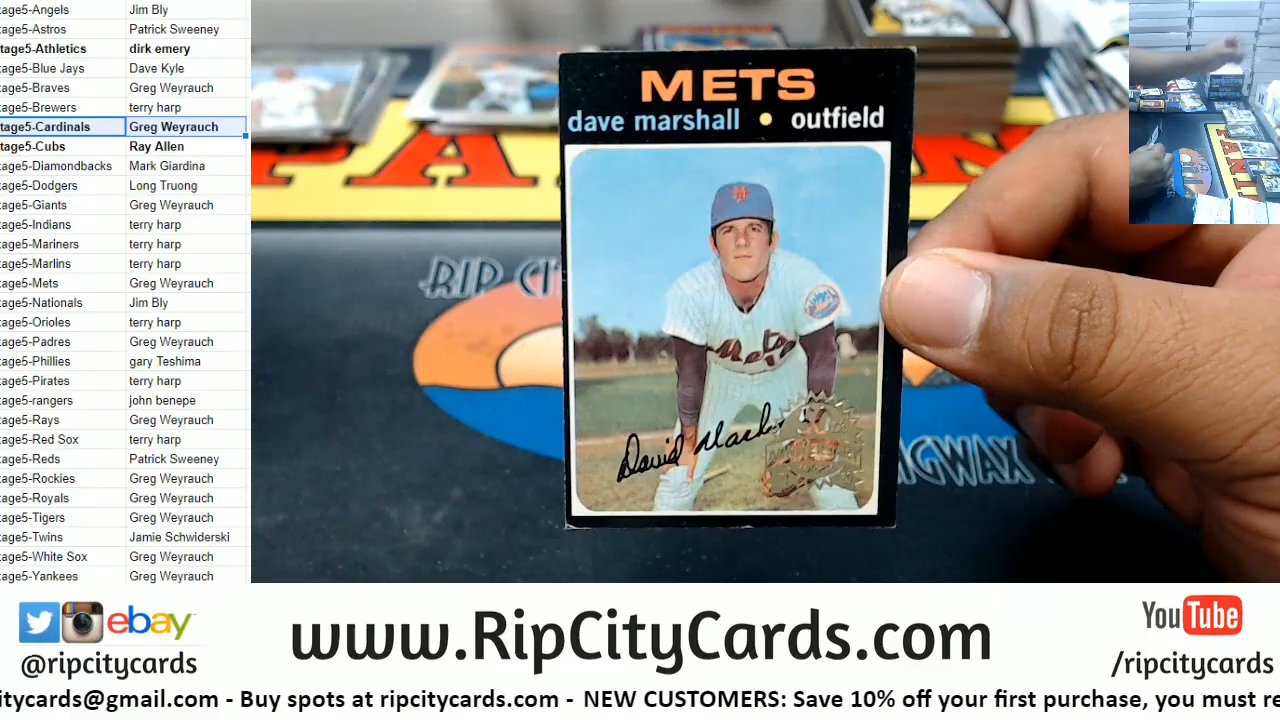 tage5-Angels Jim Bly
tage5-Astros Patrick Sweeney
tage5-Athletics dirk emery
tage5-Blue Jays Dave Kyle
tage5-Braves Greg Weyrauch
tage5-Brewers terry harp
tage5-Cardinals Greg Weyrauch
tage5-Cubs Ray Allen
tage5-Diamondbacks Mark Giardina
tage5-Dodgers Long Truong
tage5-Giants Greg Weyrauch
tage5-Indians terry harp
tage5-Mariners terry harp
tage5-Marlins terry harp
tage5-Mets Greg Weyrauch
tage5-Nationals Jim Bly
tage5-Orioles terry harp
tage5-Padres Greg Weyrauch
tage5-Phillies gary Teshima
tage5-Pirates terry harp
tage5-rangers john benepe
tage5-Rays Greg Weyrauch
tage5-Red Sox terry harp
tage5-Reds Patrick Sweeney
tage5-Rockies Greg Weyrauch
tage5-Royals Greg Weyrauch
tage5-Tigers Greg Weyrauch
tage5-Twins Jamie Schwiderski
tage5-White Sox Greg Weyrauch
tage5-Yankees Greg Weyrauch
METS
dave marshall • outfield
Mets
David Marsh
RIP CI
INGWAX
ebay
@ripcitycards
www.RipCityCards.com
YouTube
/ripcitycards
citycards@gmail.com - Buy spots at ripcitycards.com - NEW CUSTOMERS: Save 10% off your first purchase, you must re